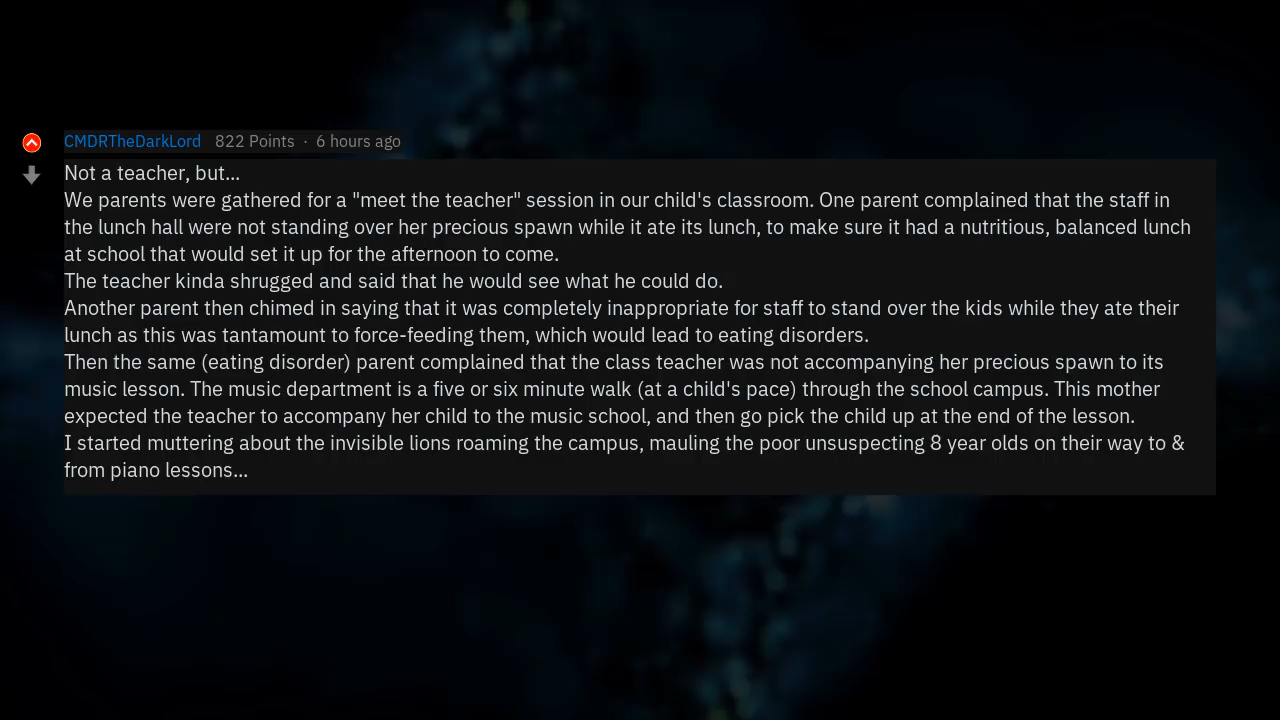 CMDRTheDarkLord 822 Points · 6 hours ago
Not a teacher, but...
We parents were gathered for a "meet the teacher" session in our child's classroom. One parent complained that the staff in
the lunch hall were not standing over her precious spawn while it ate its lunch, to make sure it had a nutritious, balanced lunch
at school that would set it up for the afternoon to come.
The teacher kinda shrugged and said that he would see what he could do.
Another parent then chimed in saying that it was completely inappropriate for staff to stand over the kids while they ate their
lunch as this was tantamount to force-feeding them, which would lead to eating disorders.
Then the same (eating disorder) parent complained that the class teacher was not accompanying her precious spawn to its
music lesson. The music department is a five or six minute walk (at a child's pace) through the school campus. This mother
expected the teacher to accompany her child to the music school, and then go pick the child up at the end of the lesson.
I started muttering about the invisible lions roaming the campus, mauling the poor unsuspecting 8 year olds on their way to &
from piano lessons...